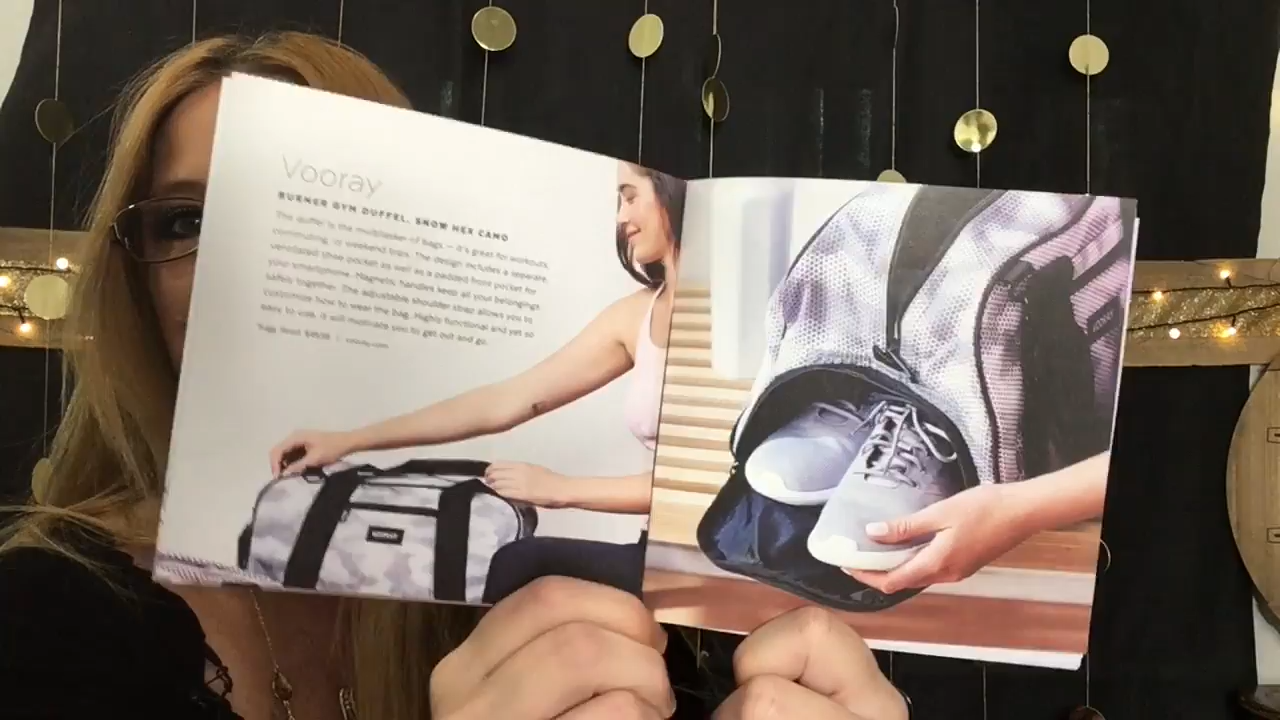 Vooray
BURNER GYM DUFFEL, SNOW HEX CAMO
The duffel is the multitasker of bags — it's great for workouts,
commuting, or weekend trips. The design includes a separate,
ventilated shoe pocket as well as a padded front pocket for
your smartphone. Magnetic handles keep all your belongings
safely together. The adjustable shoulder strap allows you to
customize how to wear the bag. Highly functional and yet so
easy to use, it will motivate you to get out and go.
Sugg. Retail: | vooray.com
VOORAY
VOORAY